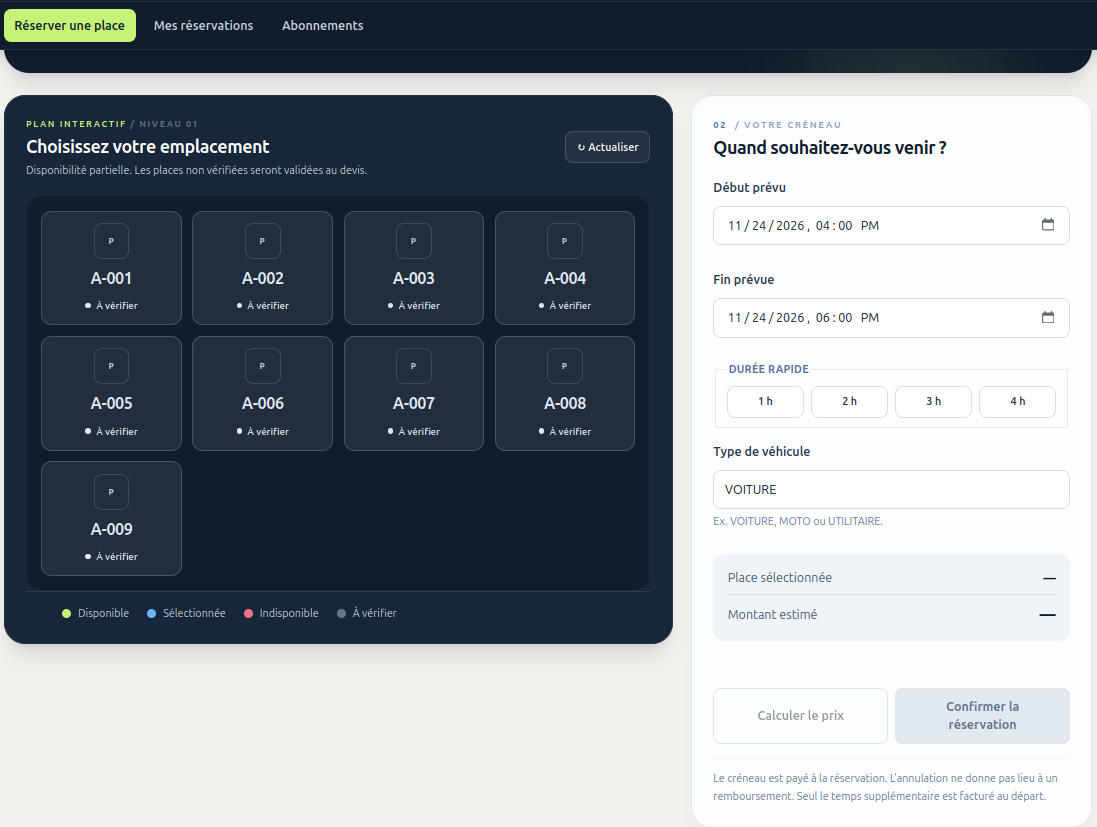 Réserver une place
Mes réservations
Abonnements
PLAN INTERACTIF / NIVEAU 01
Choisissez votre emplacement
Disponibilité partielle. Les places non vérifiées seront validées au devis.
↻ Actualiser
P
A-001
À vérifier
P
A-002
À vérifier
P
A-003
À vérifier
P
A-004
À vérifier
P
A-005
À vérifier
P
A-006
À vérifier
P
A-007
À vérifier
P
A-008
À vérifier
P
A-009
À vérifier
Disponible
Sélectionnée
Indisponible
À vérifier
02 / VOTRE CRÉNEAU
Quand souhaitez-vous venir ?
Début prévu
11/24/2026, 04:00 PM
Fin prévue
11/24/2026, 06:00 PM
DURÉE RAPIDE
1 h
2 h
3 h
4 h
Type de véhicule
VOITURE
Ex. VOITURE, MOTO ou UTILITAIRE.
Place sélectionnée —
Montant estimé —
Calculer le prix
Confirmer la
réservation
Le créneau est payé à la réservation. L'annulation ne donne pas lieu à un
remboursement. Seul le temps supplémentaire est facturé au départ.